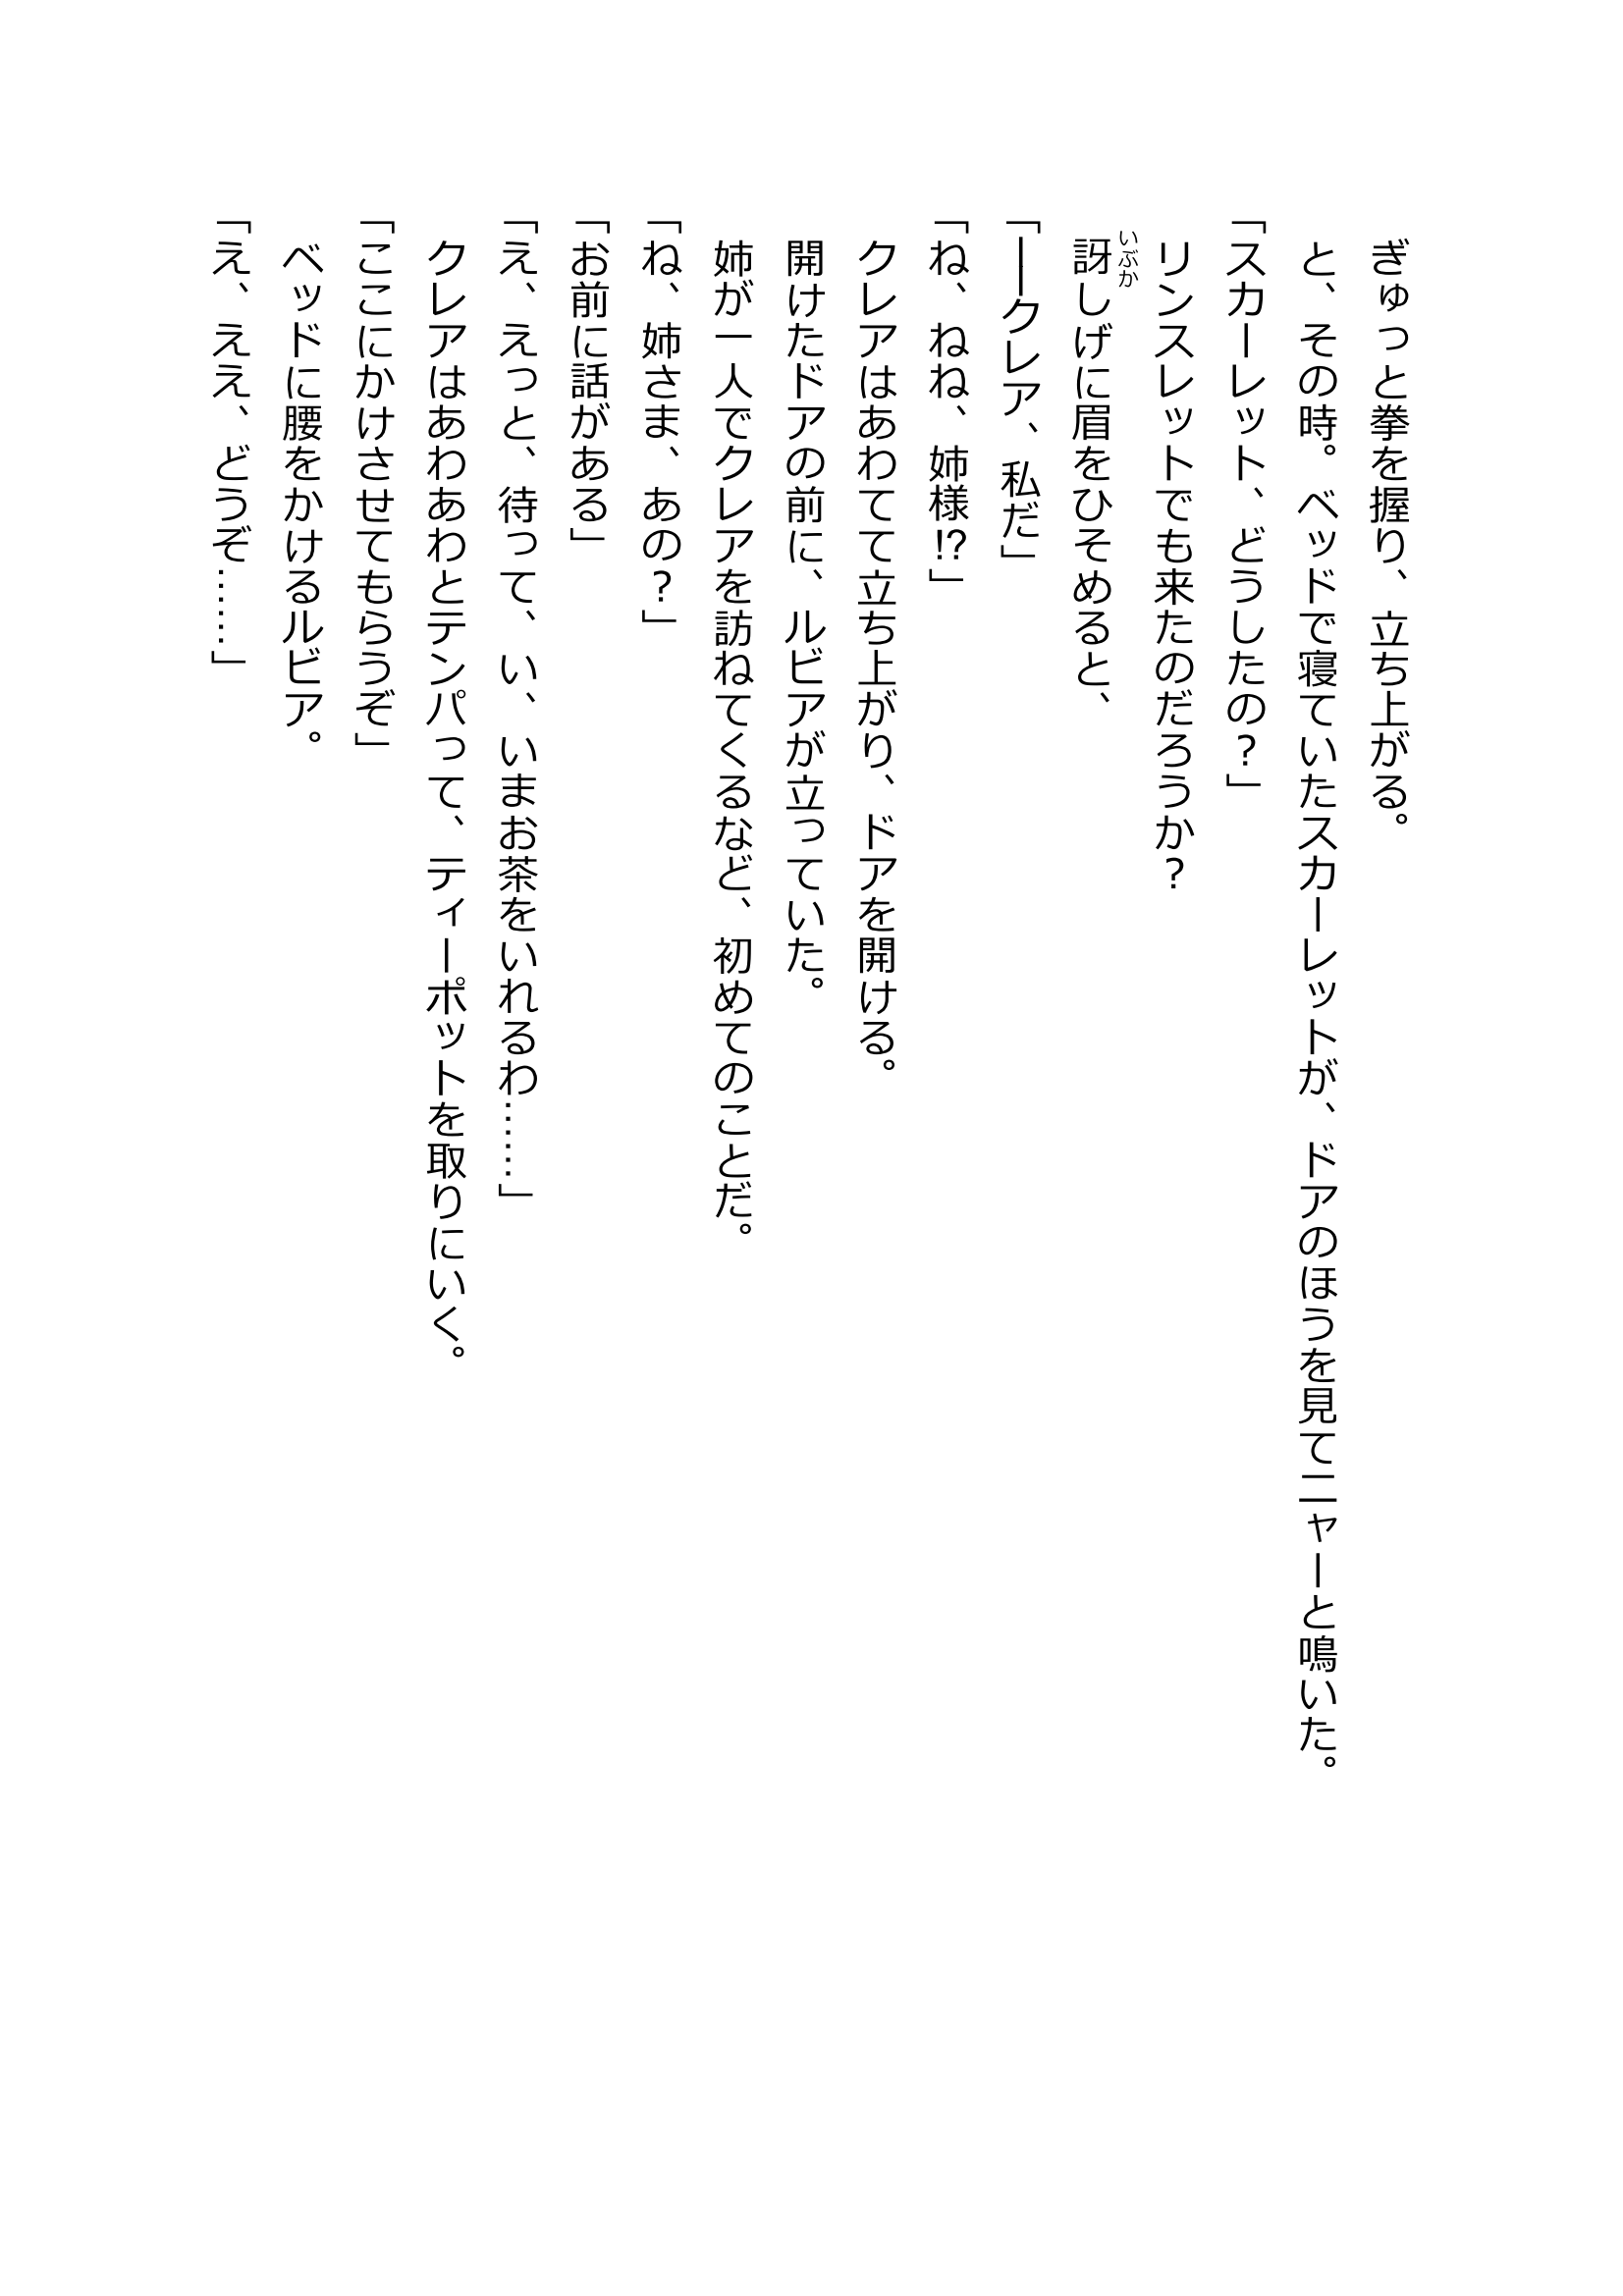 ぎゅっと拳を握り、立ち上がる。
と、その時。ベッドで寝ていたスカーレットが、ドアのほうを見てニャーと鳴いた。
「スカーレット、どうしたの？」
リンスレットでも来たのだろうか？
訝しげに眉をひそめると、
いぶか
「――クレア、私だ」
「ね、ねね、姉様⁉」
クレアはあわてて立ち上がり、ドアを開ける。
開けたドアの前に、ルビアが立っていた。
姉が一人でクレアを訪ねてくるなど、初めてのことだ。
「ね、姉さま、あの？」
「お前に話がある」
「え、えっと、待って、い、いまお茶をいれるわ……」
クレアはあわあわとテンパって、ティーポットを取りにいく。
「ここにかけさせてもらうぞ」
ベッドに腰をかけるルビア。
「え、ええ、どうぞ……」